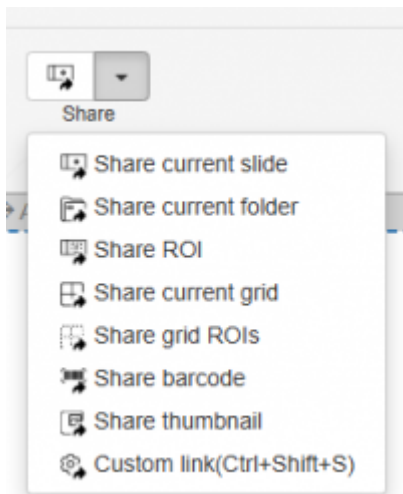 Share
Share current slide
Share current folder
Share ROI
Share current grid
Share grid ROIs
Share barcode
Share thumbnail
Custom link(Ctrl+Shift+S)